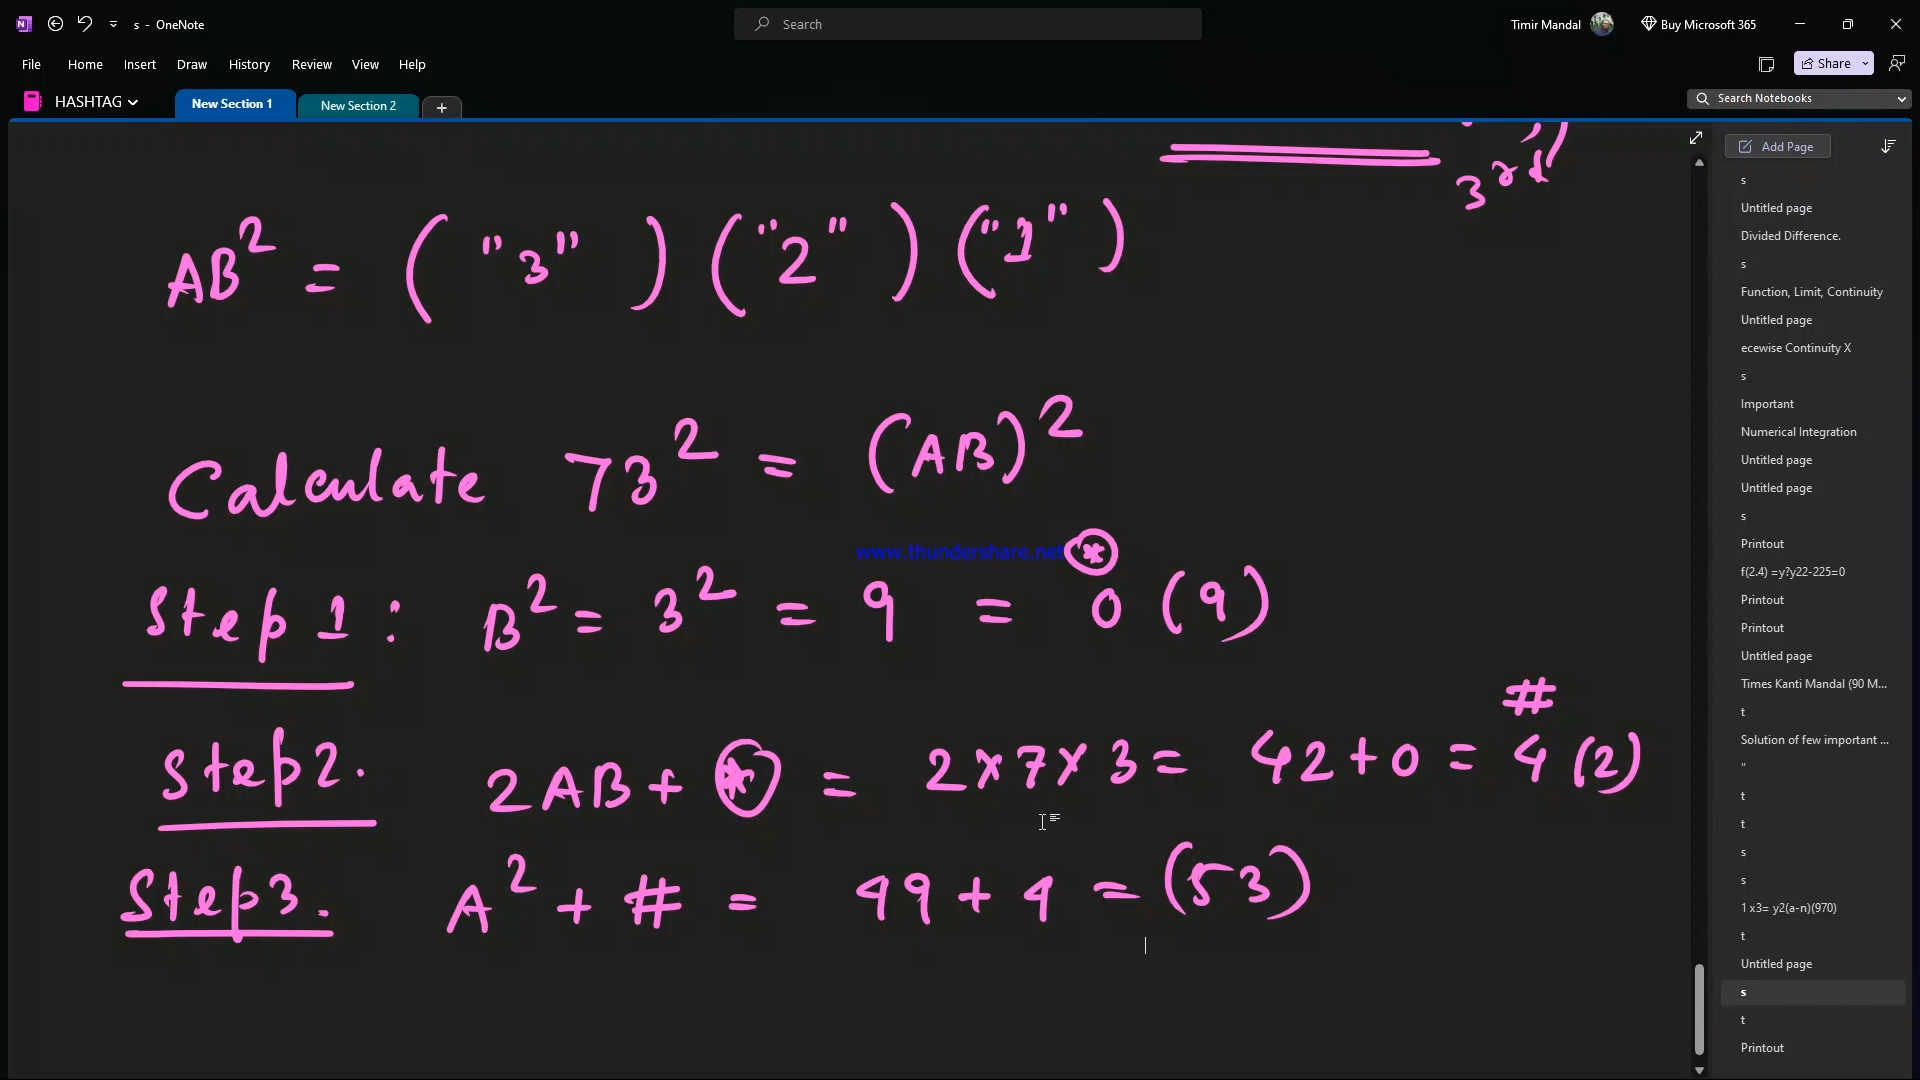 s - OneNote
Search
Timir Mandal
Buy Microsoft 365
File Home Insert Draw History Review View Help
Share
HASHTAG
New Section 1
New Section 2
+
Search Notebooks
Add Page
3rd
AB² = ("3") ("2") ("1")
Calculate 73² = (AB)²
www.thundershare.net
*
Step 1: B² = 3² = 9 = 0 (9)
#
Step 2. 2AB + * = 2×7×3 = 42+0 = 4 (2)
Step 3. A² + # = 49 + 4 = (53)
s
Untitled page
Divided Difference.
s
Function, Limit, Continuity
Untitled page
ecewise Continuity X
s
Important
Numerical Integration
Untitled page
Untitled page
s
Printout
f(2.4) =y?y22-225=0
Printout
Printout
Untitled page
Times Kanti Mandal (90 M...
t
Solution of few important ...
"
t
t
s
s
1 x3= y2(a-n)(970)
t
Untitled page
s
t
Printout